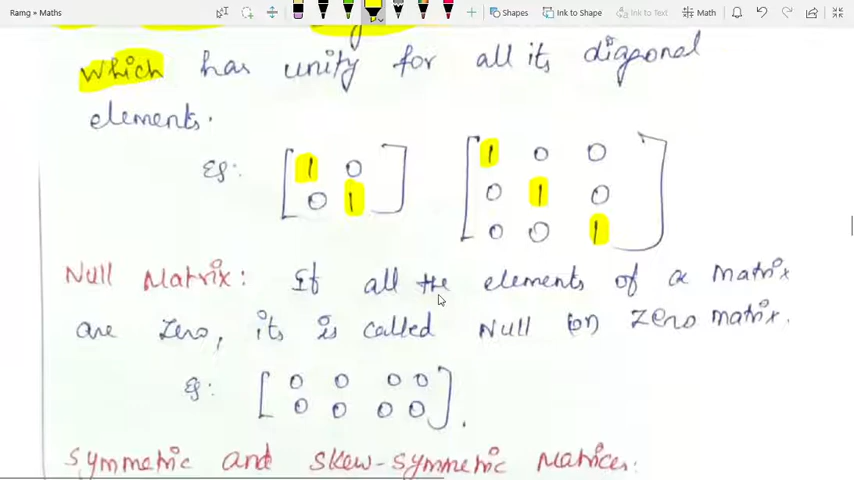 Ramg » Maths
Shapes Ink to Shape Ink to Text Math Share
which has unity for all its diagonal
elements.
Eg: [1 0 [1 0 0
0 1] 0 1 0
0 0 1]
Null Matrix: If all the elements of a matrix
are zero, its is called Null (or) zero matrix.
Eg: [0 0 0 0
0 0 0 0].
Symmetric and skew-symmetric Matrices: